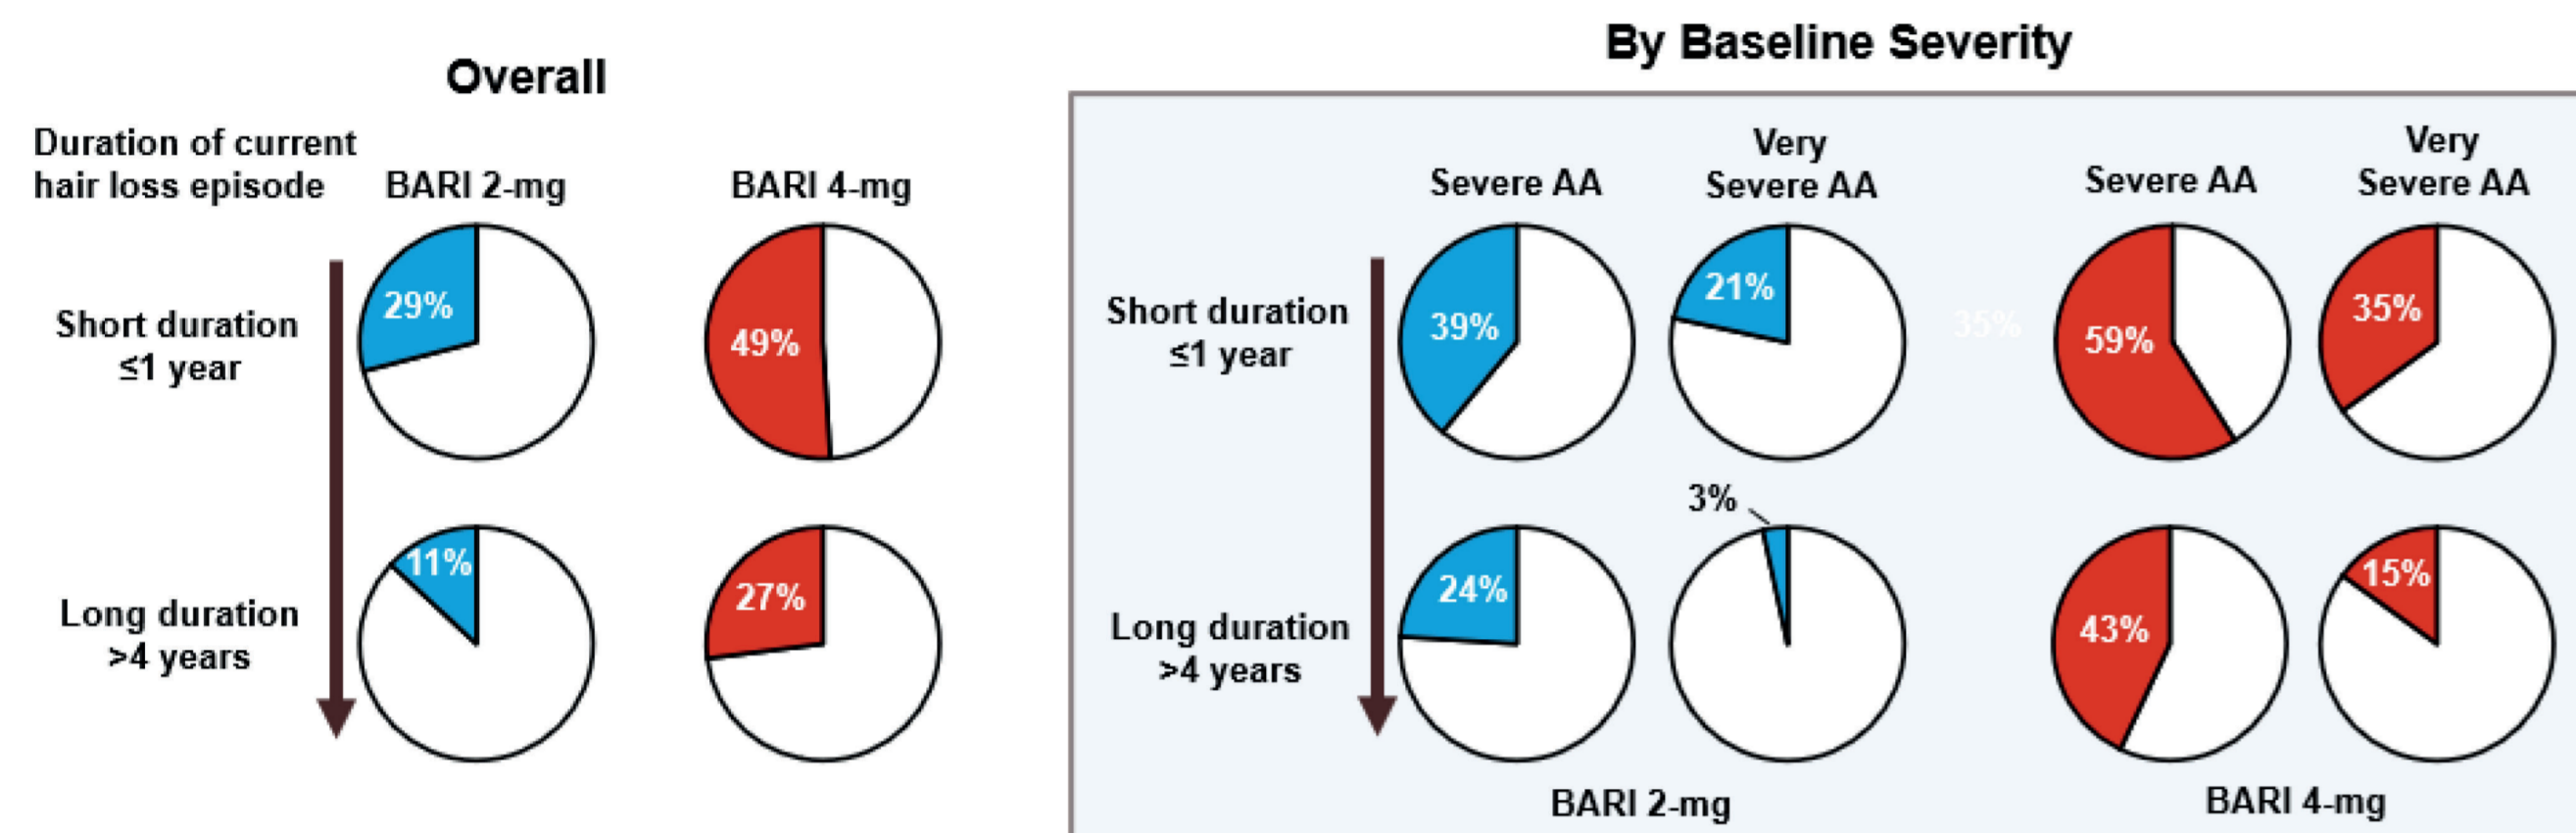 Overall
Duration of current
hair loss episode
BARI 2-mg
BARI 4-mg
Short duration
≤1 year
29%
49%
Long duration
>4 years
11%
27%
By Baseline Severity
Severe AA
Very
Severe AA
Severe AA
Very
Severe AA
Short duration
≤1 year
39%
21%
35%
59%
35%
Long duration
>4 years
24%
3%
43%
15%
BARI 2-mg
BARI 4-mg